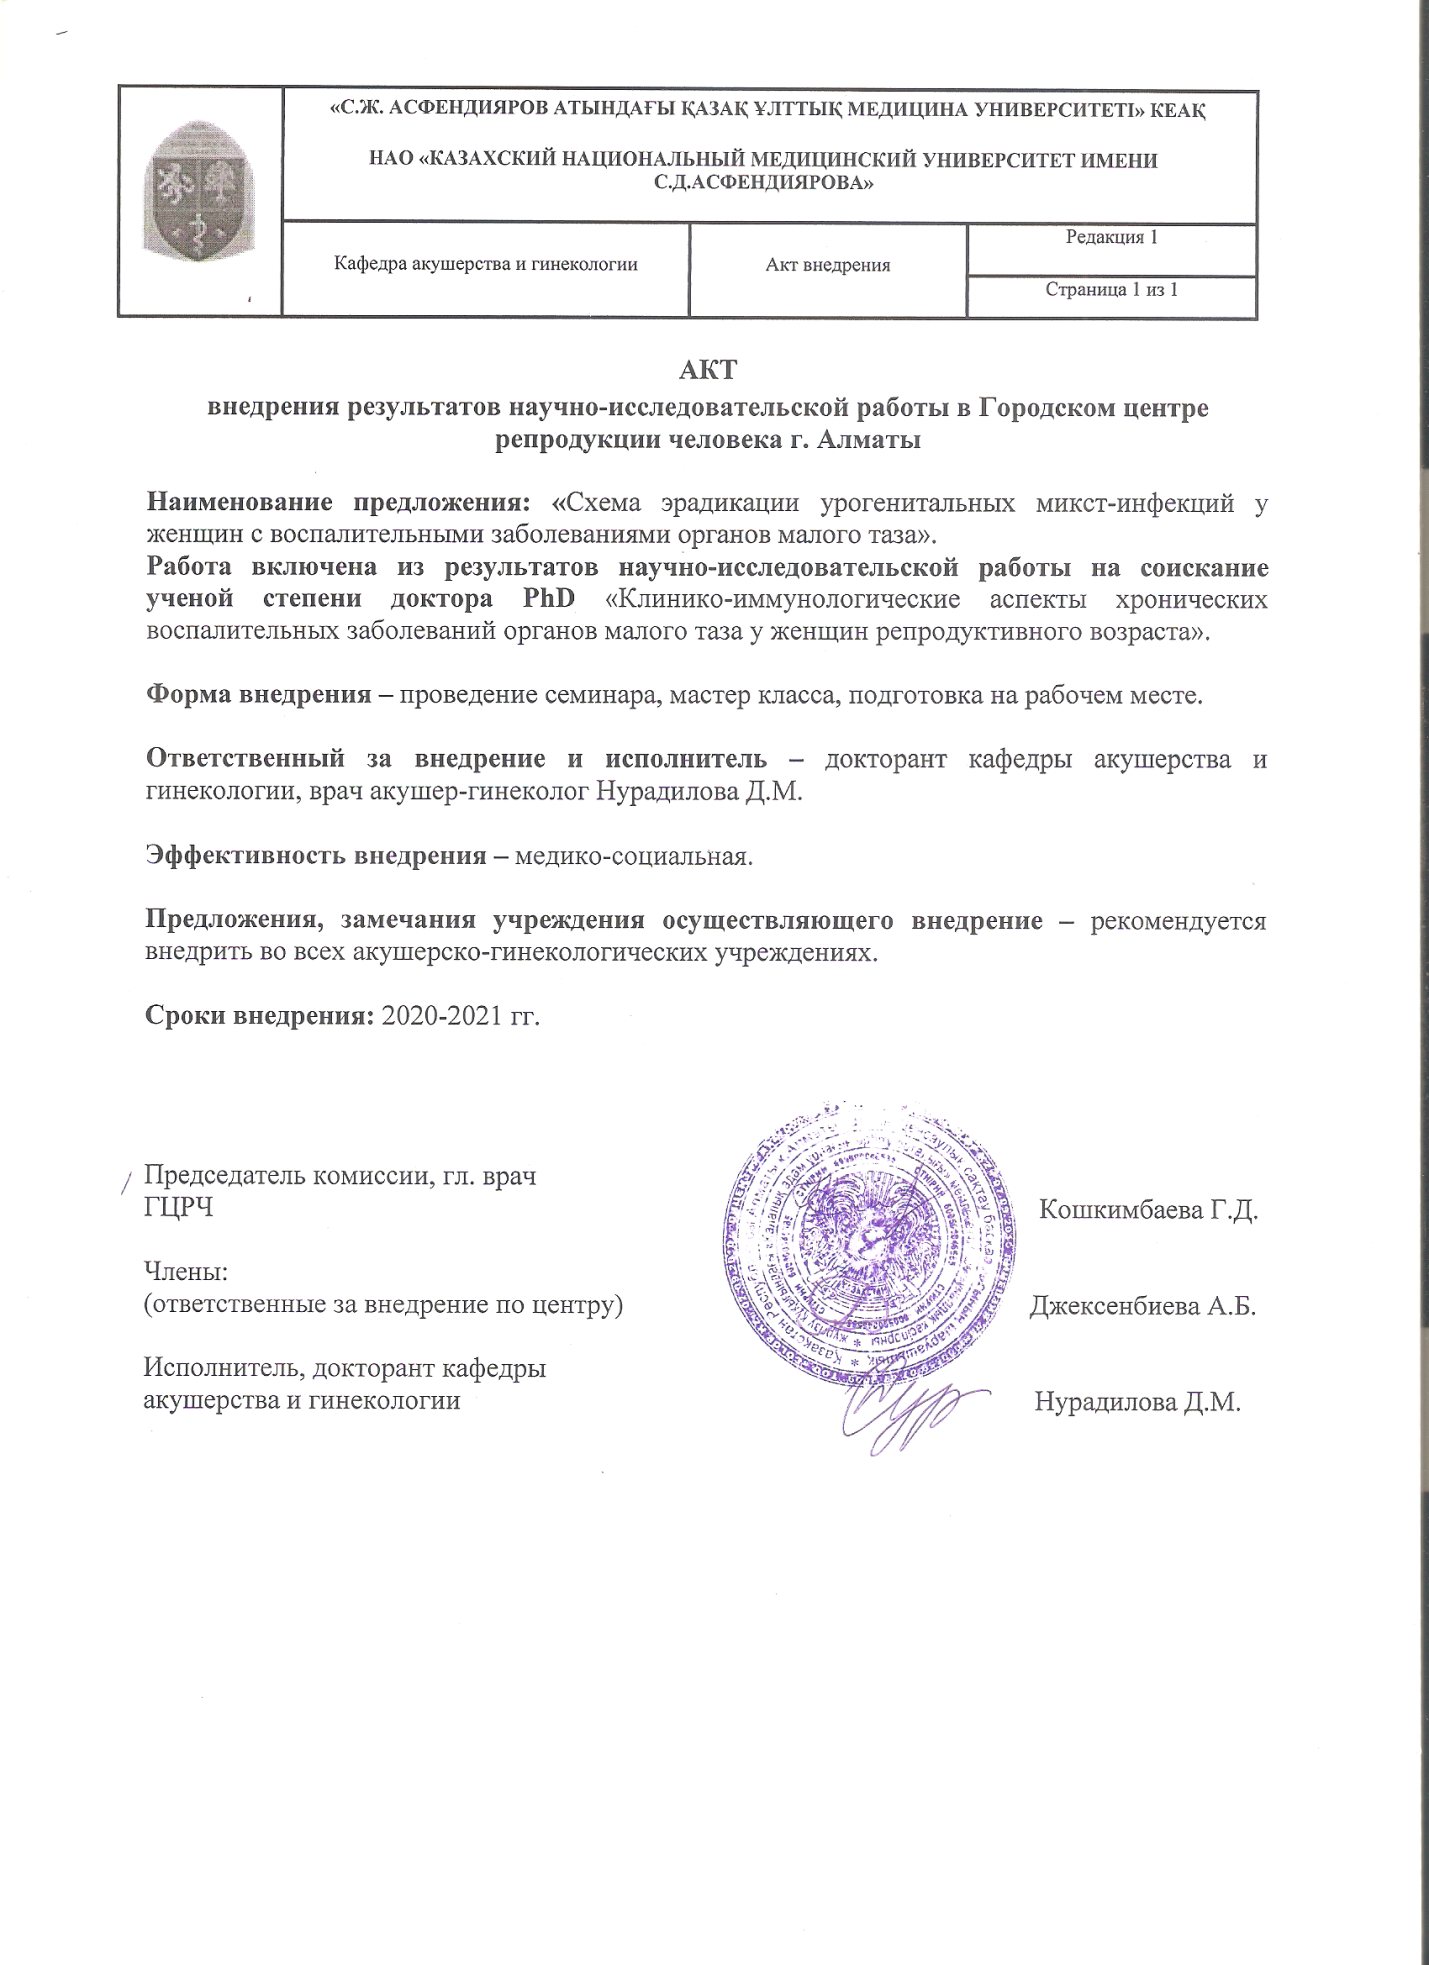 «С.Ж. АСФЕНДИЯРОВ АТЫНДАҒЫ ҚАЗАҚ ҰЛТТЫҚ МЕДИЦИНА УНИВЕРСИТЕТІ» КЕАҚ
НАО «КАЗАХСКИЙ НАЦИОНАЛЬНЫЙ МЕДИЦИНСКИЙ УНИВЕРСИТЕТ ИМЕНИ
С.Д.АСФЕНДИЯРОВА»
Кафедра акушерства и гинекологии
Акт внедрения
Редакция 1
Страница 1 из 1
АКТ
внедрения результатов научно-исследовательской работы в Городском центре
репродукции человека г. Алматы
Наименование предложения: «Схема эрадикации урогенитальных микст-инфекций у
женщин с воспалительными заболеваниями органов малого таза».
Работа включена из результатов научно-исследовательской работы на соискание
ученой степени доктора PhD «Клинико-иммунологические аспекты хронических
воспалительных заболеваний органов малого таза у женщин репродуктивного возраста».
Форма внедрения – проведение семинара, мастер класса, подготовка на рабочем месте.
Ответственный за внедрение и исполнитель – докторант кафедры акушерства и
гинекологии, врач акушер-гинеколог Нурадилова Д.М.
Эффективность внедрения – медико-социальная.
Предложения, замечания учреждения осуществляющего внедрение – рекомендуется
внедрить во всех акушерско-гинекологических учреждениях.
Сроки внедрения: 2020-2021 гг.
Председатель комиссии, гл. врач
ГЦРЧ Кошкимбаева Г.Д.
Члены:
(ответственные за внедрение по центру) Джексенбиева А.Б.
Исполнитель, докторант кафедры
акушерства и гинекологии Нурадилова Д.М.